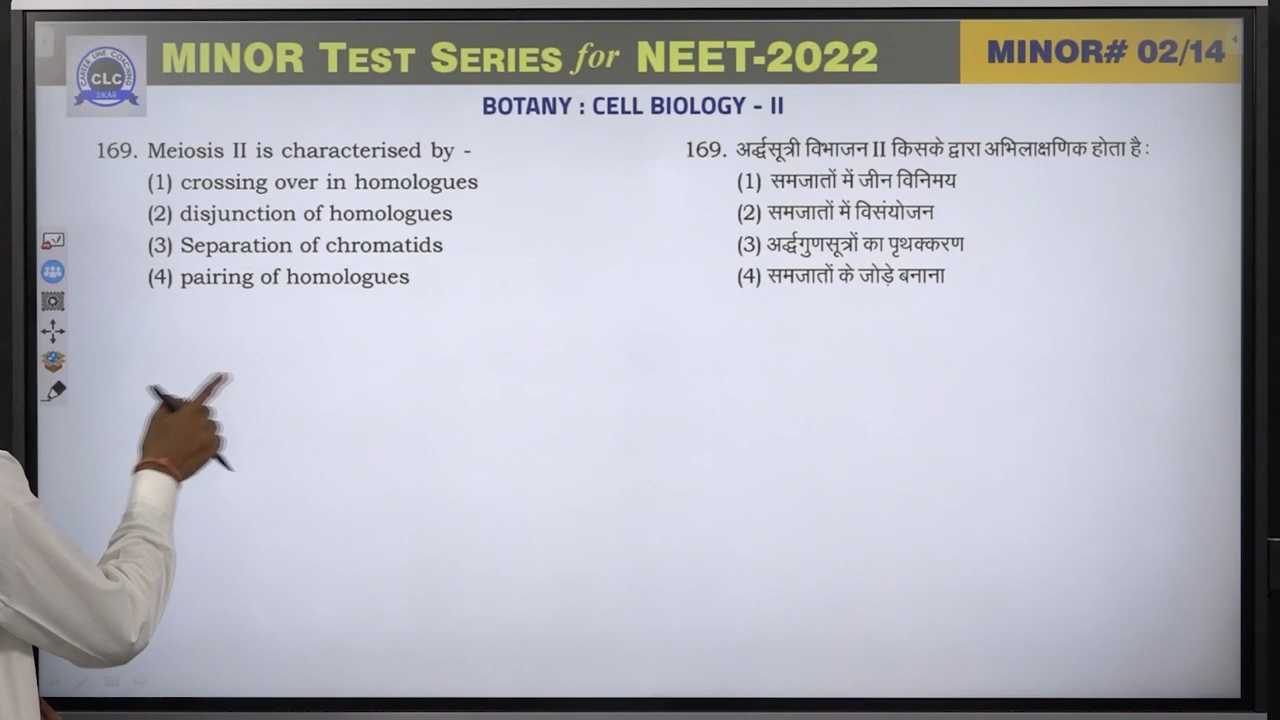 MINOR TEST SERIES for NEET-2022
MINOR# 02/14
CAREER LINE COACHING
CLC
SIKAR
BOTANY : CELL BIOLOGY - II
169. Meiosis II is characterised by -
(1) crossing over in homologues
(2) disjunction of homologues
(3) Separation of chromatids
(4) pairing of homologues
169. अर्द्धसूत्री विभाजन II किसके द्वारा अभिलाक्षणिक होता है :
(1) समजातों में जीन विनिमय
(2) समजातों में विसंयोजन
(3) अर्द्धगुणसूत्रों का पृथक्करण
(4) समजातों के जोड़े बनाना